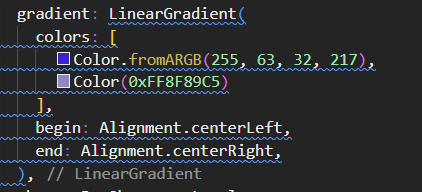 gradient: LinearGradient(
colors: [
Color.fromARGB(255, 63, 32, 217),
Color(0xFF8F89C5)
],
begin: Alignment.centerLeft,
end: Alignment.centerRight,
), // LinearGradient